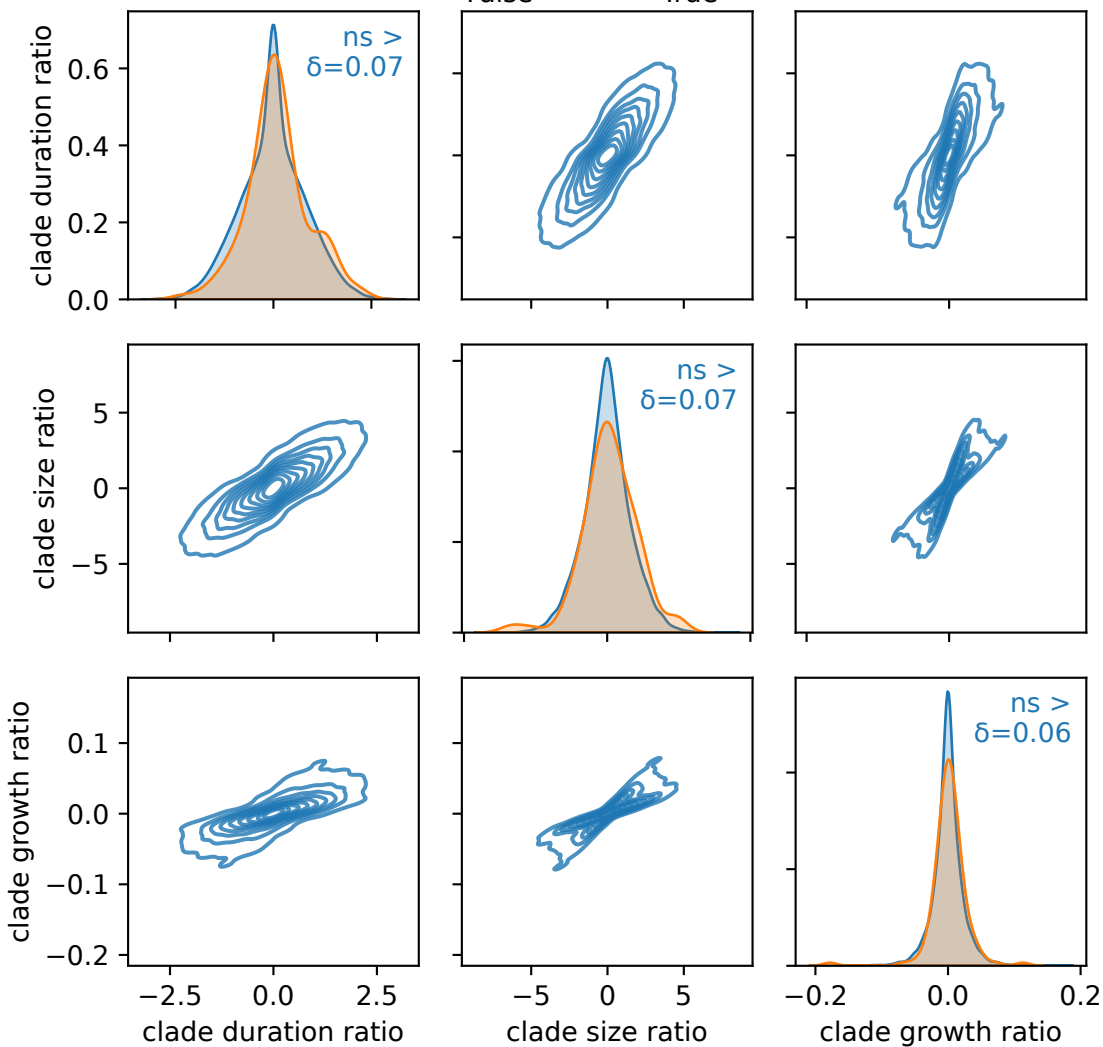 True
clade duration ratio
0.6
0.4
0.2
0.0
ns >
δ=0.07
clade size ratio
5
0
−5
ns >
δ=0.07
clade growth ratio
0.1
0.0
−0.1
−0.2
ns >
δ=0.06
−2.5 0.0 2.5
−5 0 5
−0.2 0.0 0.2
clade duration ratio
clade size ratio
clade growth ratio